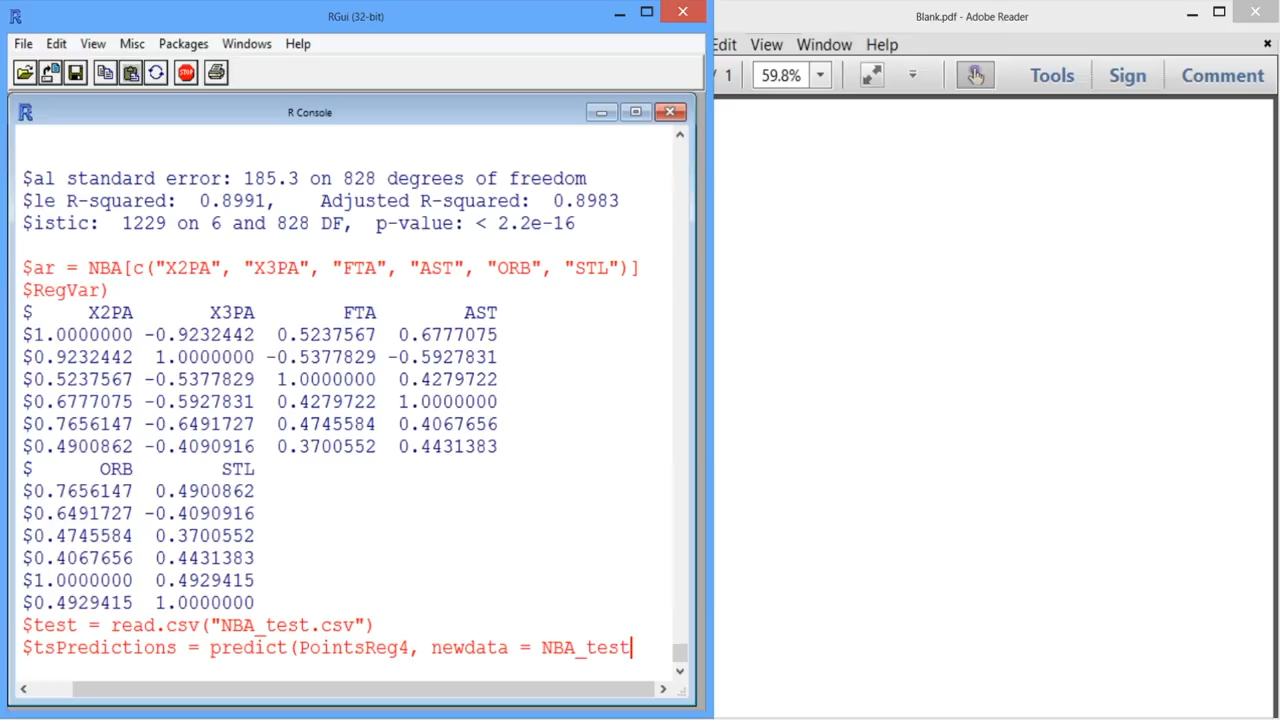 RGui (32-bit)
File Edit View Misc Packages Windows Help
STOP
R Console
$al standard error: 185.3 on 828 degrees of freedom
$le R-squared:  0.8991,    Adjusted R-squared:  0.8983
$istic:  1229 on 6 and 828 DF,  p-value: < 2.2e-16
$ar = NBA[c("X2PA", "X3PA", "FTA", "AST", "ORB", "STL")]
$RegVar)
$     X2PA       X3PA        FTA        AST
$1.0000000 -0.9232442  0.5237567  0.6777075
$0.9232442  1.0000000 -0.5377829 -0.5927831
$0.5237567 -0.5377829  1.0000000  0.4279722
$0.6777075 -0.5927831  0.4279722  1.0000000
$0.7656147 -0.6491727  0.4745584  0.4067656
$0.4900862 -0.4090916  0.3700552  0.4431383
$      ORB        STL
$0.7656147  0.4900862
$0.6491727 -0.4090916
$0.4745584  0.3700552
$0.4067656  0.4431383
$1.0000000  0.4929415
$0.4929415  1.0000000
$test = read.csv("NBA_test.csv")
$tsPredictions = predict(PointsReg4, newdata = NBA_test
Blank.pdf - Adobe Reader
Edit View Window Help
/ 1 59.8% Tools Sign Comment